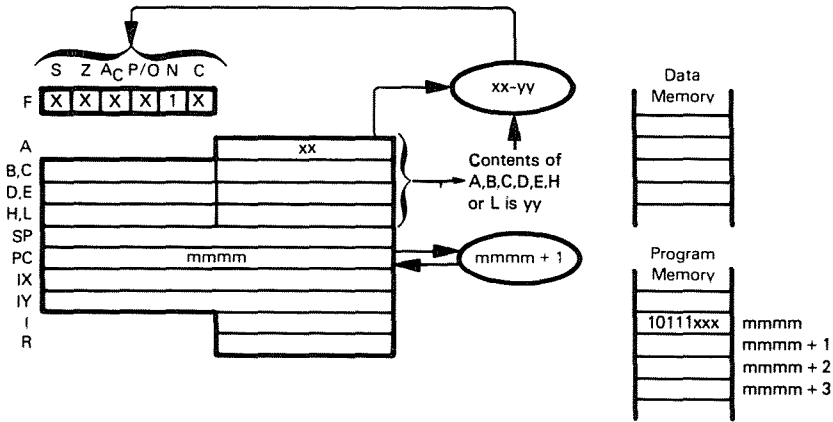 S Z AC P/O N C
F X X X X 1 X
xx-yy
Data
Memory
A xx
B,C
D,E
H,L
Contents of
A,B,C,D,E,H
or L is yy
SP
PC mmmm
mmmm + 1
IX
IY
I
R
Program
Memory
10111xxx mmmm
mmmm + 1
mmmm + 2
mmmm + 3